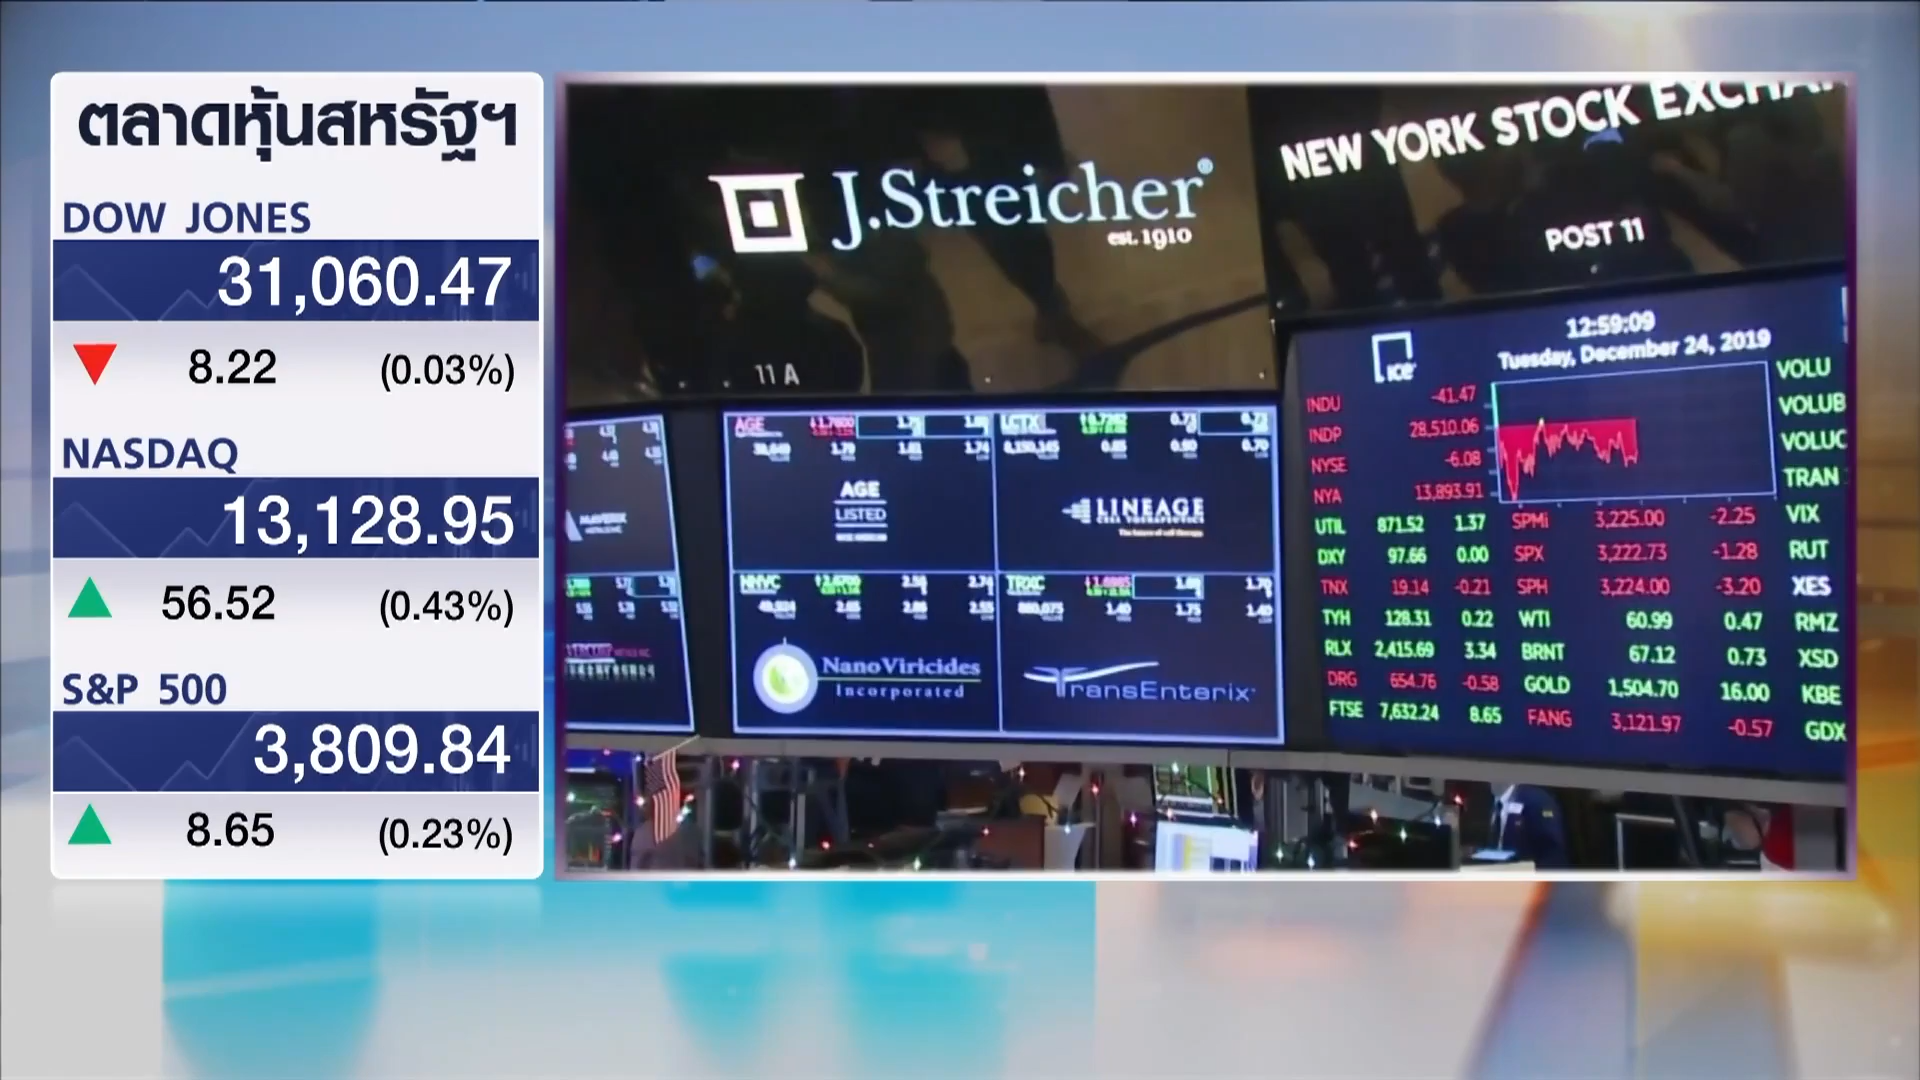 ตลาดหุ้นสหรัฐฯ
DOW JONES
31,060.47
8.22 (0.03%)
NASDAQ
13,128.95
56.52 (0.43%)
S&P 500
3,809.84
8.65 (0.23%)
J.Streicher®
est. 1910
NEW YORK STOCK
POST 11
11 A
ICE
12:59:09
Tuesday, December 24, 2019
INDU -41.47
INDP 28,510.06
NYSE -6.08
NYA 13,893.91
UTIL 871.52 1.37 SPMi 3,225.00 -2.25
DXY 97.66 0.00 SPX 3,222.73 -1.28
TNX 19.14 -0.21 SPH 3,224.00 -3.20
TYH 128.31 0.22 WTI 60.99 0.47
RLX 2,415.69 3.34 BRNT 67.12 0.73
DRG 654.76 -0.58 GOLD 1,504.70 16.00
FTSE 7,632.24 8.65 FANG 3,121.97 -0.57
VOLU
VOLUB
VOLUC
TRAN
VIX
RUT
XES
RMZ
XSD
KBE
GDX
AGE
AGE
LISTED
LCTX
LINEAGE
CELL THERAPEUTICS
NNVC
NanoViricides
Incorporated
TRXC
TransEnterix